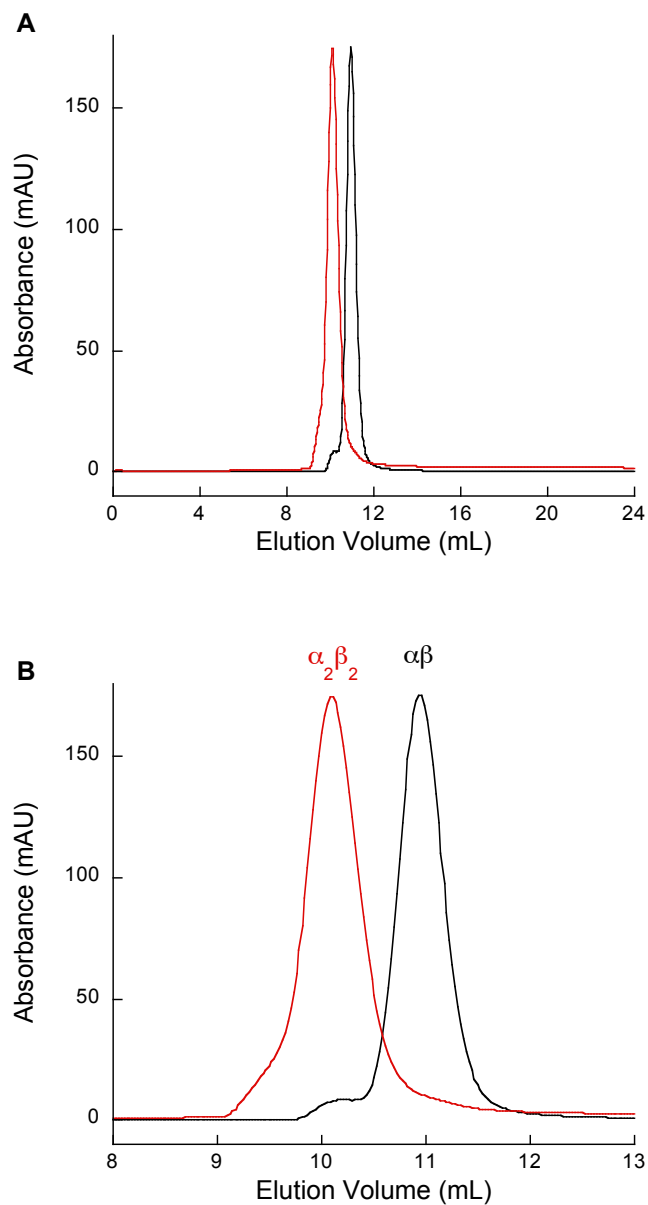 A
150
100
50
0
Absorbance (mAU)
0 4 8 12 16 20 24
Elution Volume (mL)
B
α₂β₂ αβ
150
100
50
0
Absorbance (mAU)
8 9 10 11 12 13
Elution Volume (mL)